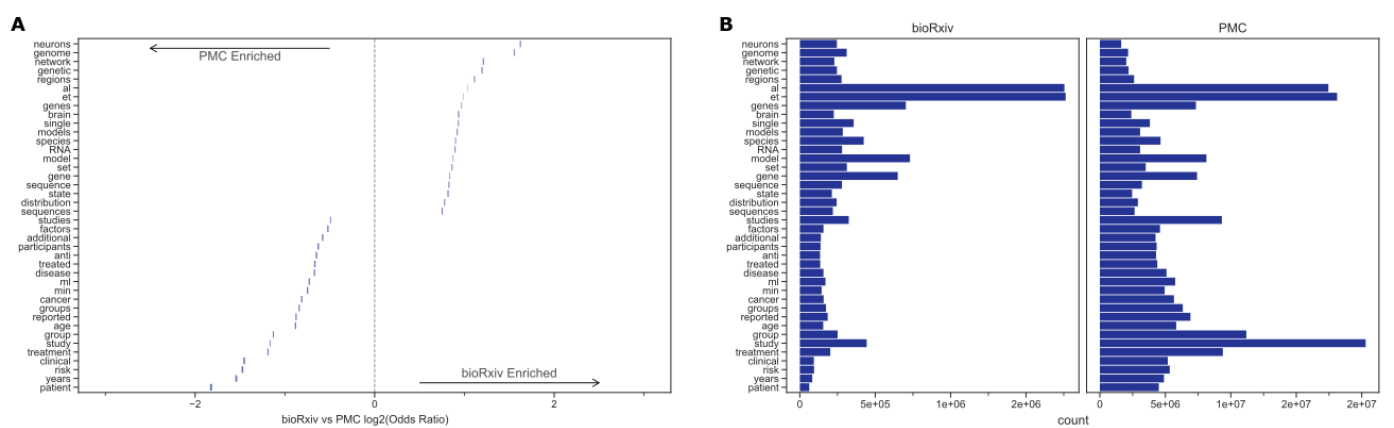 A
neurons
genome
network
genetic
regions
al
et
genes
brain
single
models
species
RNA
model
set
gene
sequence
state
distribution
sequences
studies
factors
additional
participants
anti
treated
disease
ml
min
cancer
groups
reported
age
group
study
treatment
clinical
risk
years
patient
PMC Enriched
bioRxiv Enriched
−2 0 2
bioRxiv vs PMC log2(Odds Ratio)
B
bioRxiv PMC
neurons
genome
network
genetic
regions
al
et
genes
brain
single
models
species
RNA
model
set
gene
sequence
state
distribution
sequences
studies
factors
additional
participants
anti
treated
disease
ml
min
cancer
groups
reported
age
group
study
treatment
clinical
risk
years
patient
0 5e+05 1e+06 2e+06 0 5e+06 1e+07 2e+07 2e+07
count